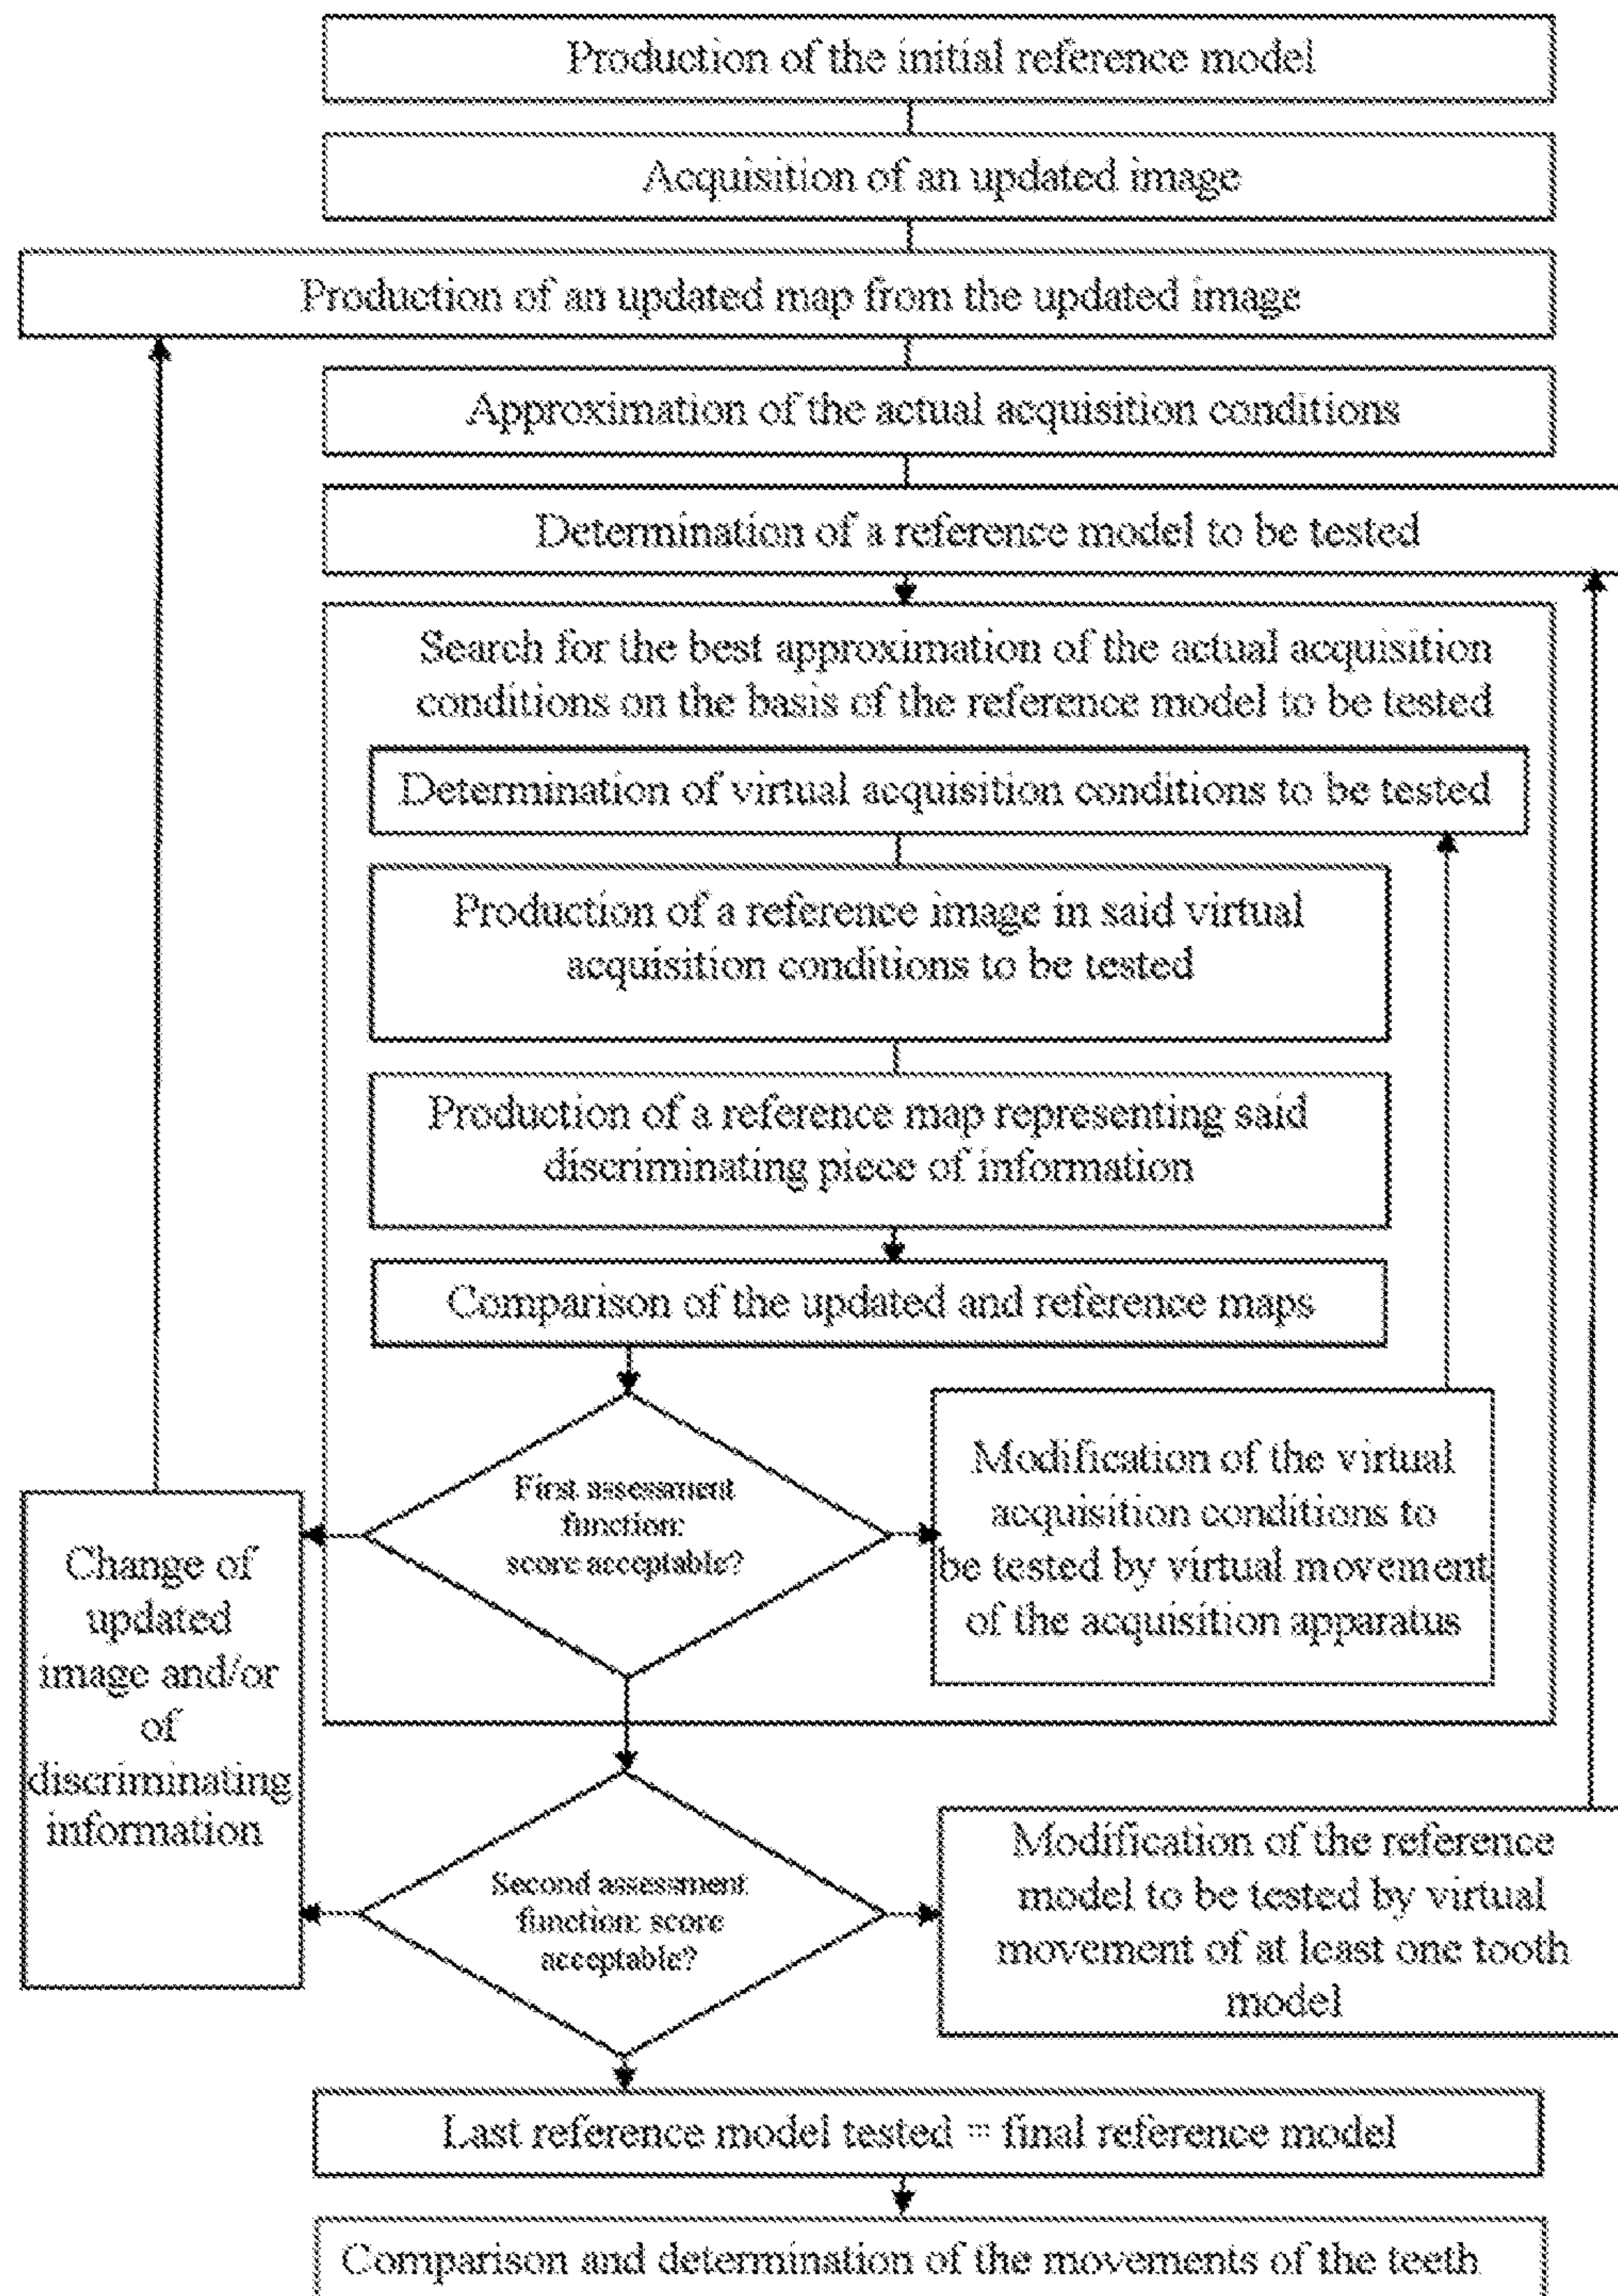 Production of the initial reference model
Acquisition of an updated image
Production of an updated map from the updated image
Approximation of the actual acquisition conditions
Determination of a reference model to be tested
Search for the best approximation of the actual acquisition
conditions on the basis of the reference model to be tested
Determination of virtual acquisition conditions to be tested
Production of a reference image in said virtual
acquisition conditions to be tested
Production of a reference map representing said
discriminating piece of information
Comparison of the updated and reference maps
First assessment
function:
score acceptable?
Modification of the virtual
acquisition conditions to
be tested by virtual movement
of the acquisition apparatus
Change of
updated
image and/or
of
discriminating
information
Second assessment
function: score
acceptable?
Modification of the reference
model to be tested by virtual
movement of at least one tooth
model
Last reference model tested = final reference model
Comparison and determination of the movements of the teeth